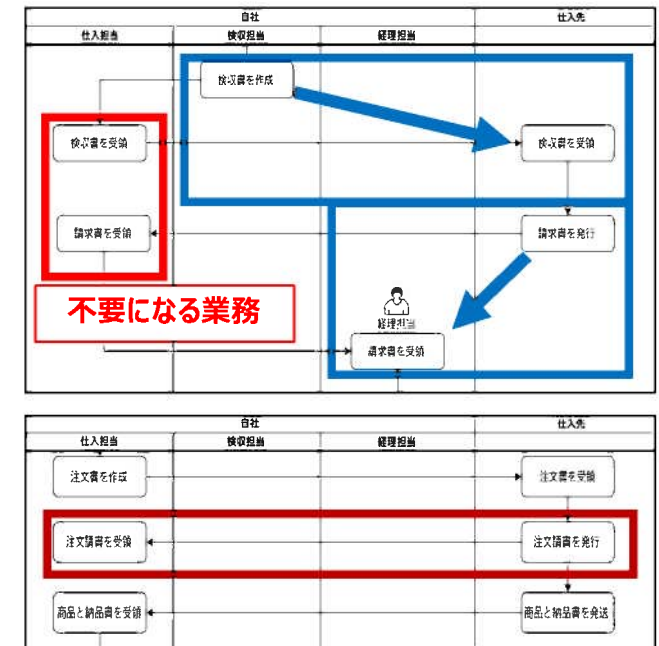 自社
仕入先
仕入担当
検収担当
経理担当
検収書を作成
検収書を受領
検収書を受領
請求書を受領
請求書を発行
不要になる業務
経理担当
請求書を受領
自社
仕入先
仕入担当
検収担当
経理担当
注文書を作成
注文書を受領
注文請書を受領
注文請書を発行
商品と納品書を受領
商品と納品書を発送